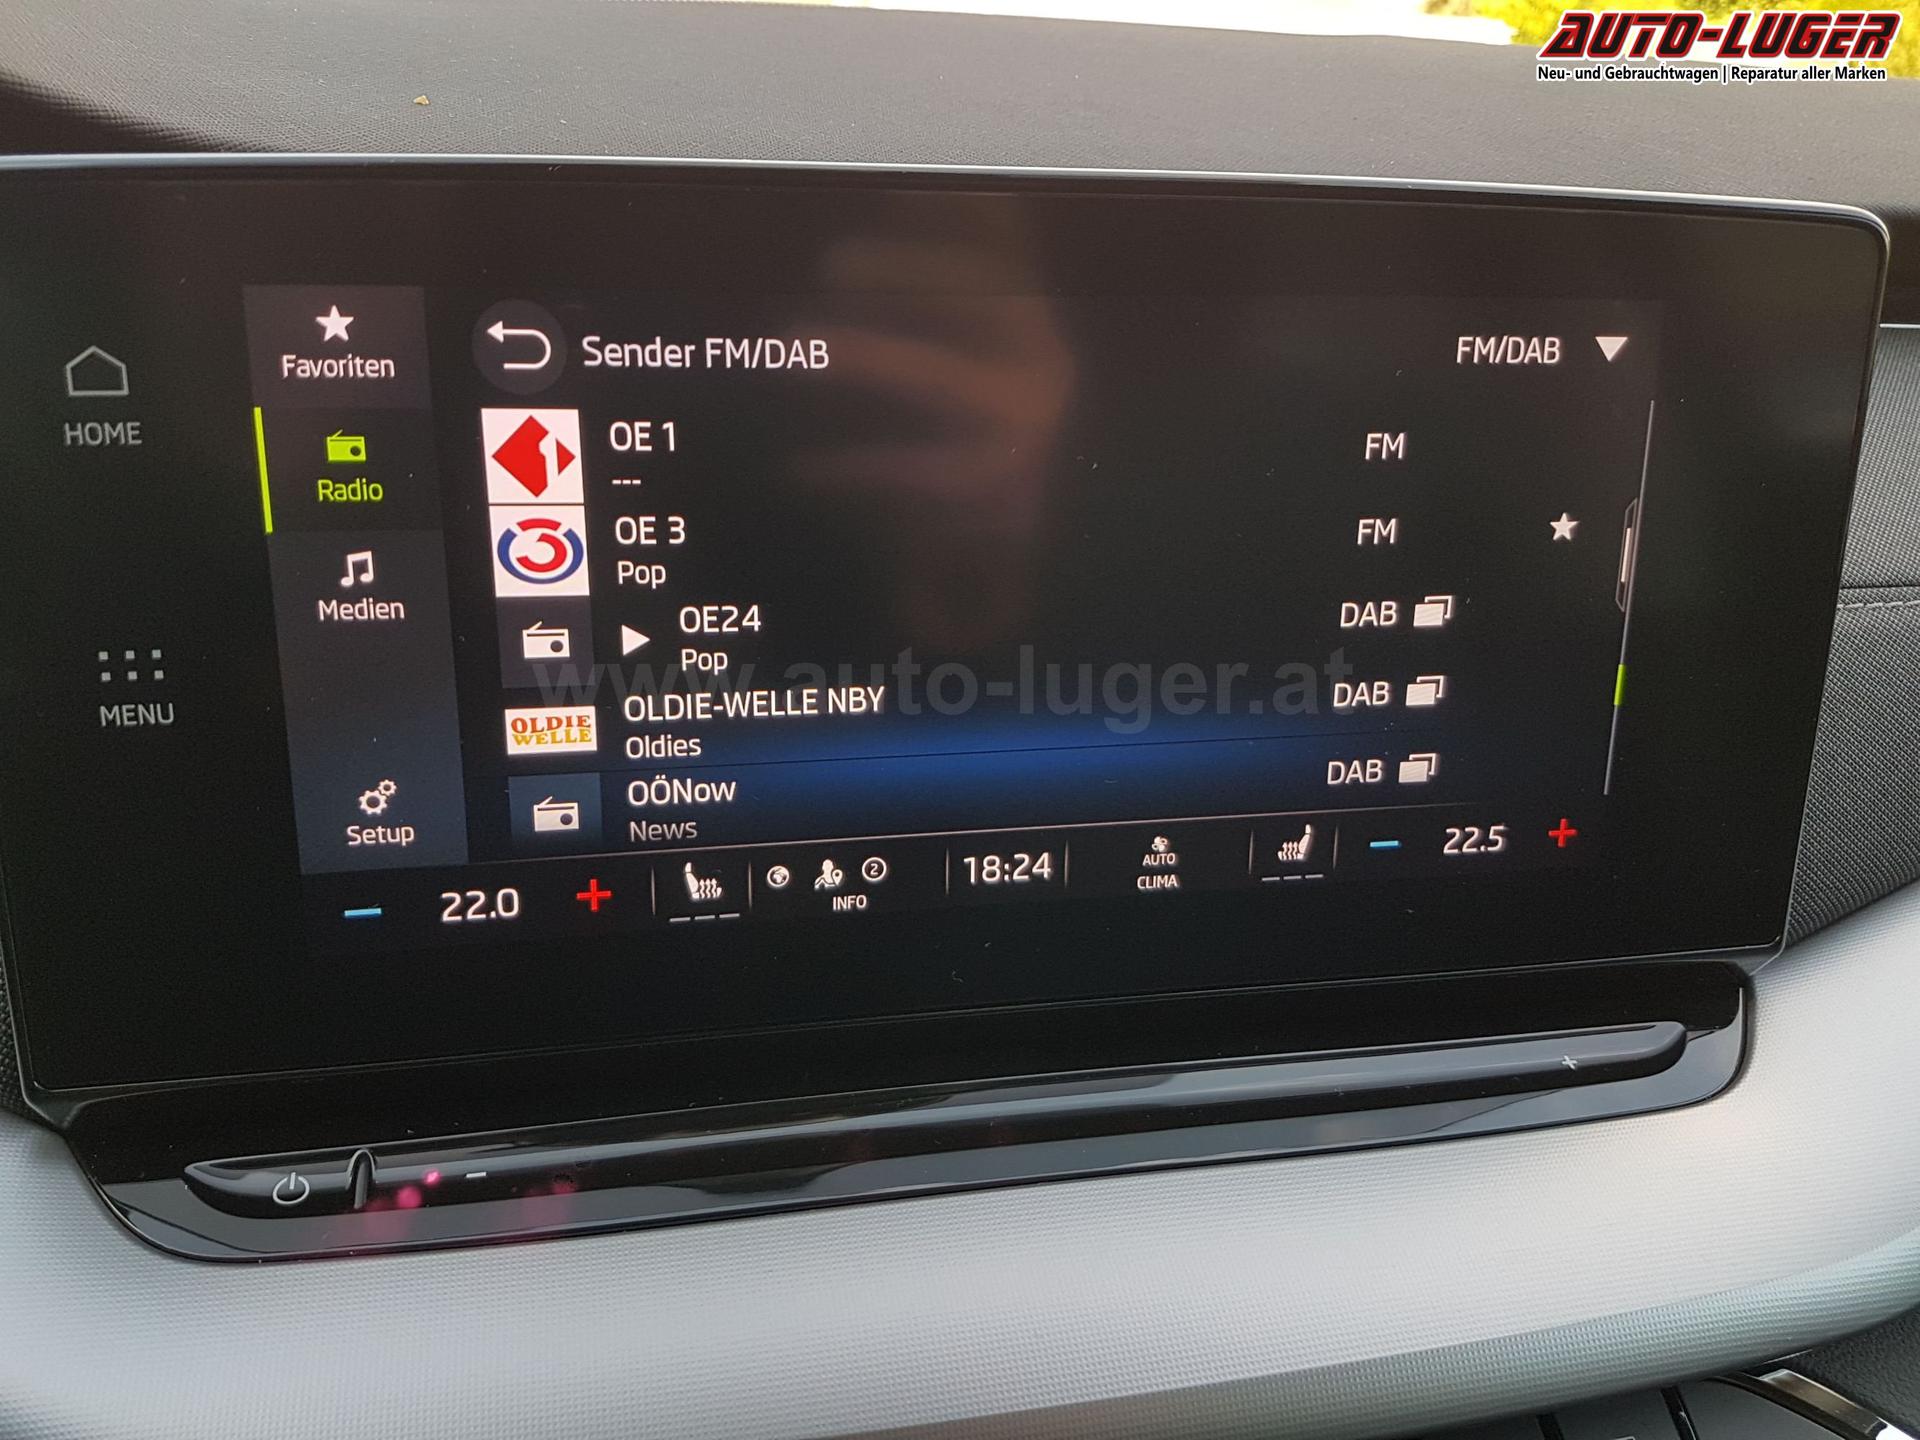 AUTO-LUGER
Neu- und Gebrauchtwagen | Reparatur aller Marken
HOME
MENU
Favoriten
Radio
Medien
Setup
Sender FM/DAB
FM/DAB
OE 1
---
FM
OE 3
Pop
FM
OE24
Pop
DAB
www.auto-luger.at
OLDIE WELLE
OLDIE-WELLE NBY
Oldies
DAB
OÖNow
News
DAB
22.0
2
INFO
18:24
AUTO
CLIMA
22.5